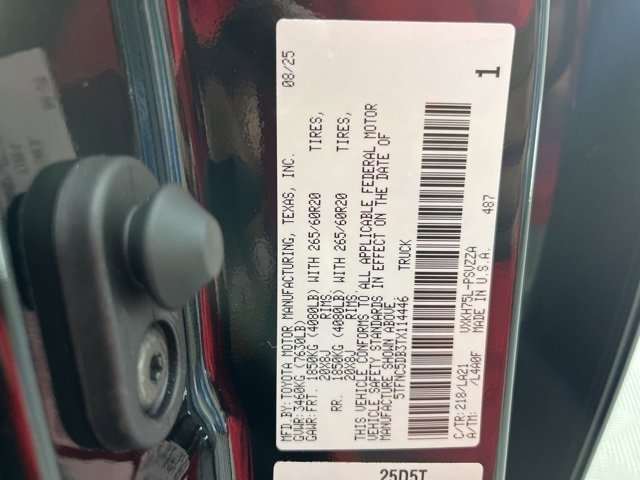 MFD.BY:TOYOTA MOTOR MANUFACTURING, TEXAS, INC. 08/25
GVWR:3460KG (7630LB)
GAWR:FRT. 1850KG (4080LB) WITH 265/60R20 TIRES,
20X8J RIMS
RR. 1850KG (4080LB) WITH 265/60R20 TIRES,
20X8J RIMS.
THIS VEHICLE CONFORMS TO ALL APPLICABLE FEDERAL MOTOR
VEHICLE SAFETY STANDARDS IN EFFECT ON THE DATE OF
MANUFACTURE SHOWN ABOVE.
5TFNC5DB3TX114446 TRUCK
C/TR:218/LA21 VXKH75L-PSVZZA
A/TM: /L4A0F MADE IN U.S.A.
487
1
25D5T